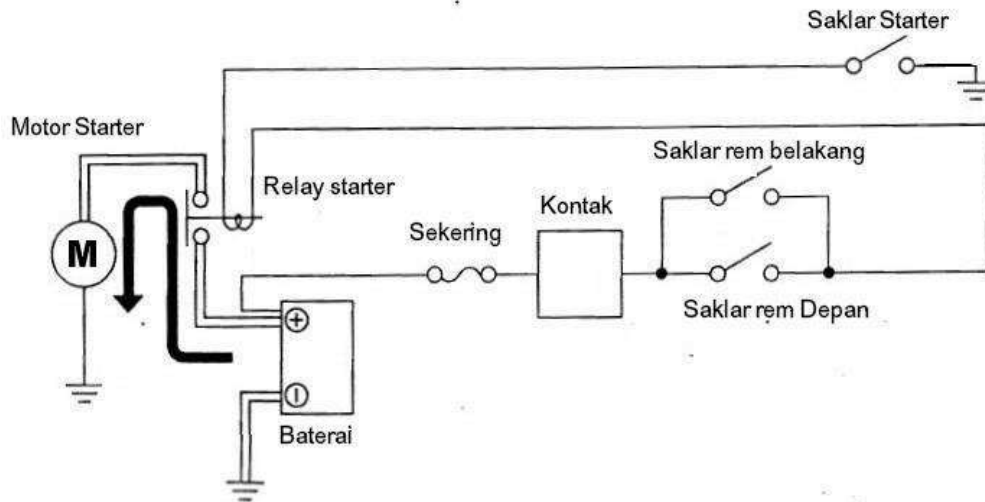 Saklar Starter
Motor Starter
Saklar rem belakang
Relay starter
Kontak
Sekering
M
Saklar rem Depan
+
−
Baterai